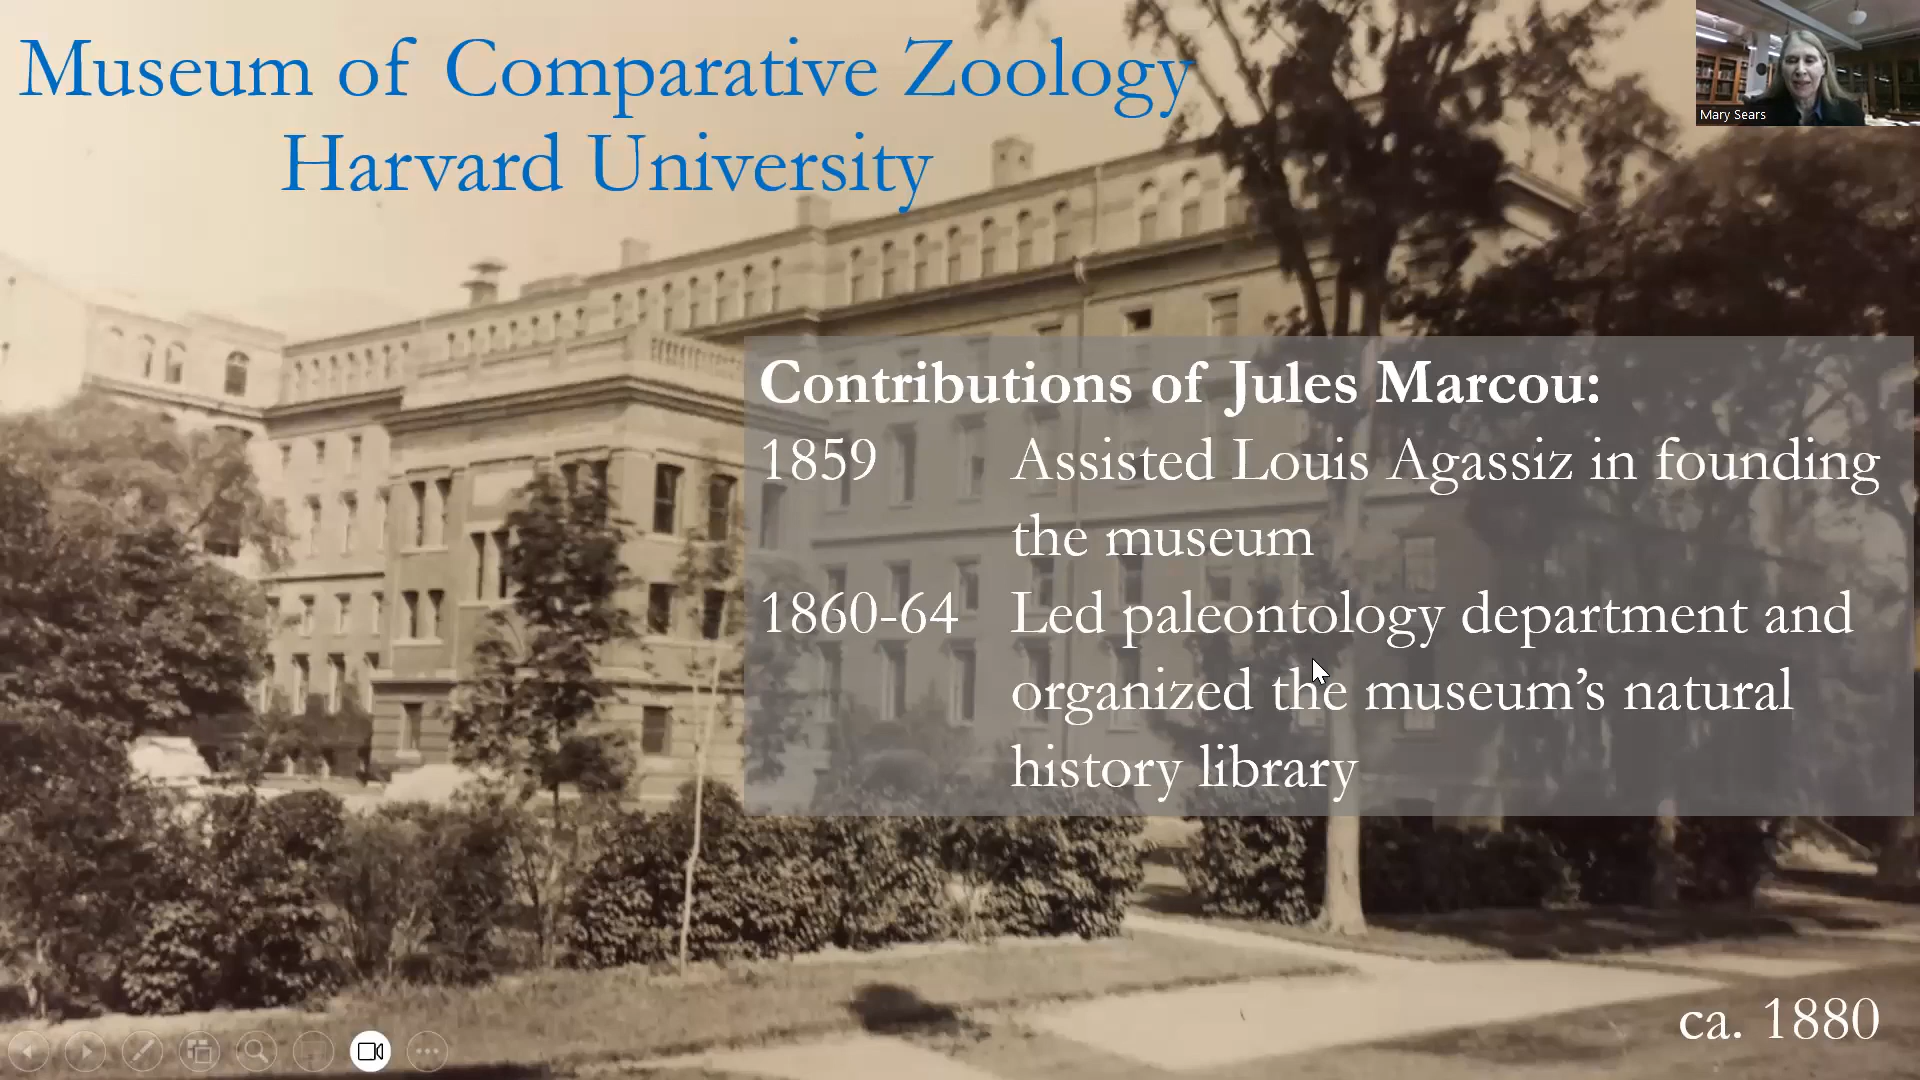 Museum of Comparative Zoology
Harvard University
Mary Sears
Contributions of Jules Marcou:
1859 Assisted Louis Agassiz in founding
the museum
1860-64 Led paleontology department and
organized the museum's natural
history library
ca. 1880